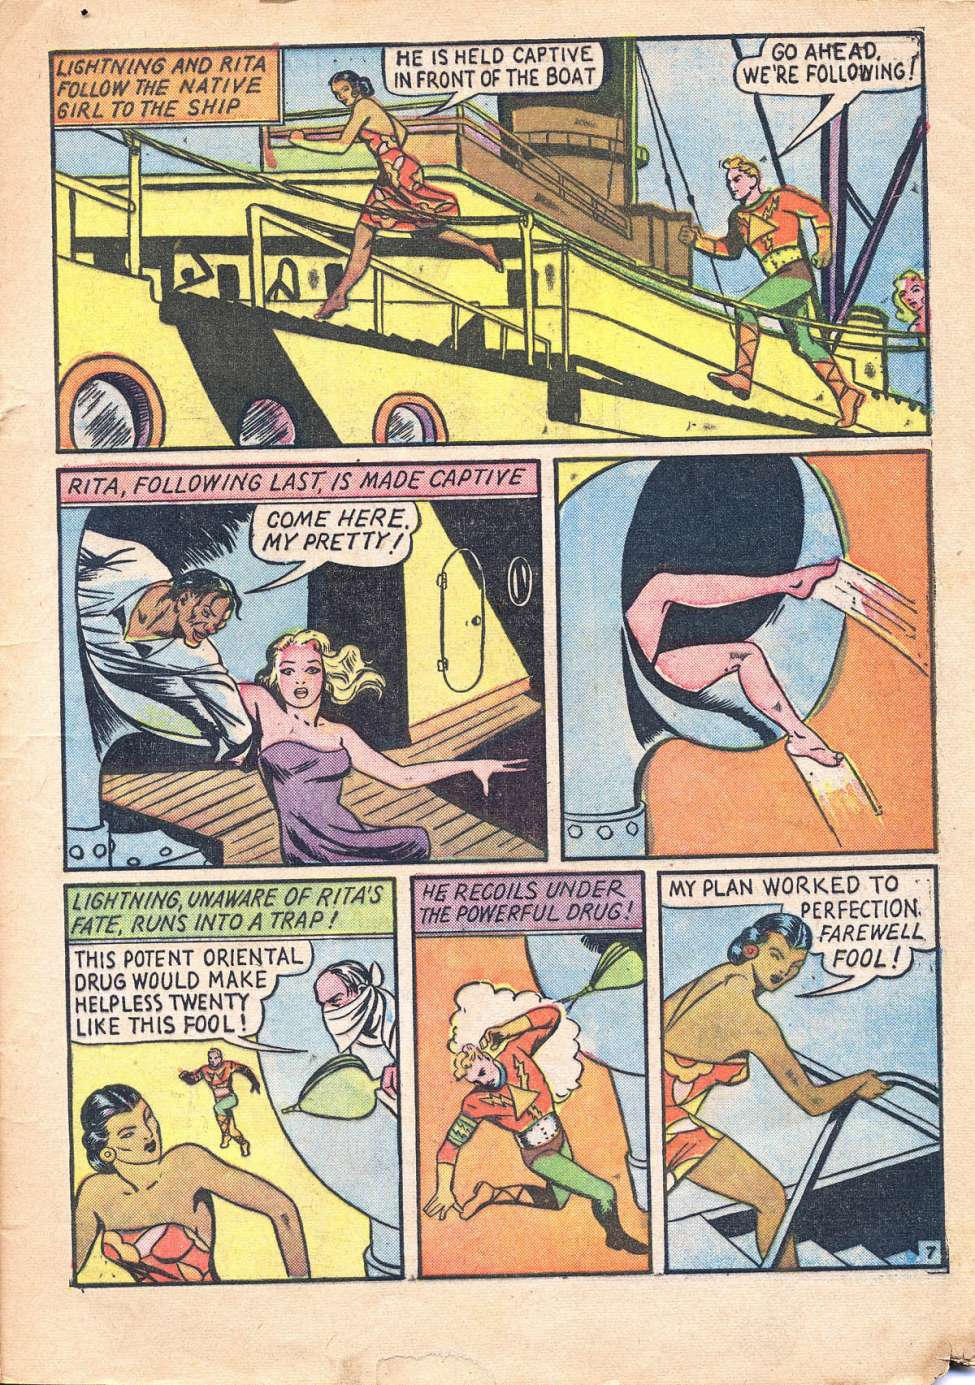 LIGHTNING AND RITA
FOLLOW THE NATIVE
GIRL TO THE SHIP
HE IS HELD CAPTIVE
IN FRONT OF THE BOAT
GO AHEAD,
WE'RE FOLLOWING!
RITA, FOLLOWING LAST, IS MADE CAPTIVE
COME HERE,
MY PRETTY!
LIGHTNING, UNAWARE OF RITA'S
FATE, RUNS INTO A TRAP!
THIS POTENT ORIENTAL
DRUG WOULD MAKE
HELPLESS TWENTY
LIKE THIS FOOL!
HE RECOILS UNDER
THE POWERFUL DRUG!
MY PLAN WORKED TO
PERFECTION.
FAREWELL
FOOL!
7